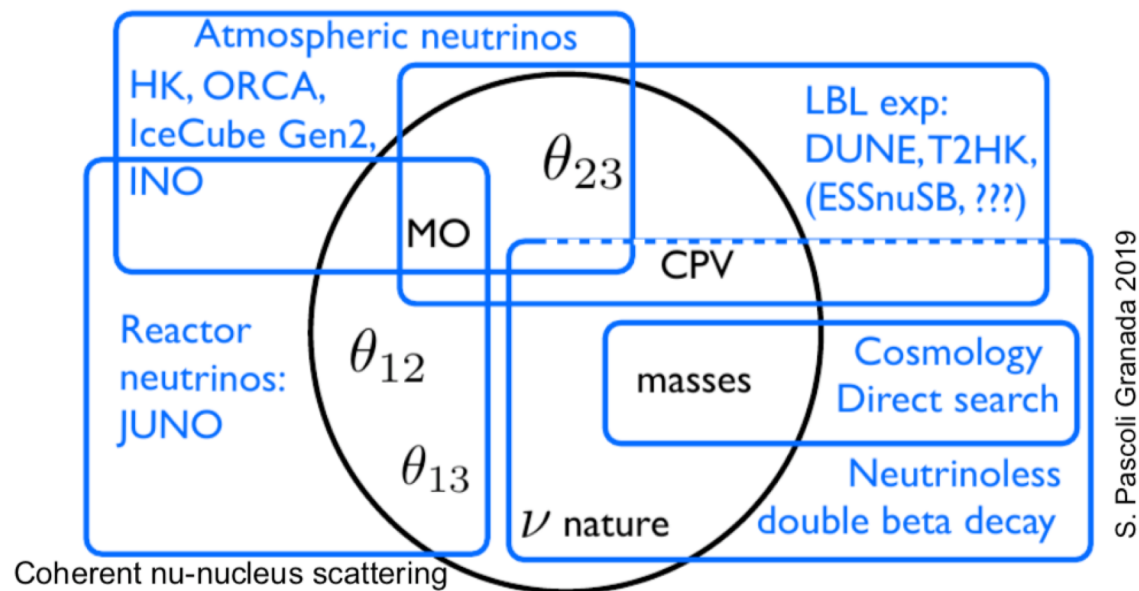 Atmospheric neutrinos
HK, ORCA,
IceCube Gen2,
INO
LBL exp:
DUNE, T2HK,
(ESSnuSB, ???)
θ23
MO
CPV
Reactor
neutrinos:
JUNO
θ12
θ13
masses
Cosmology
Direct search
Neutrinoless
double beta decay
ν nature
Coherent nu-nucleus scattering
S. Pascoli Granada 2019